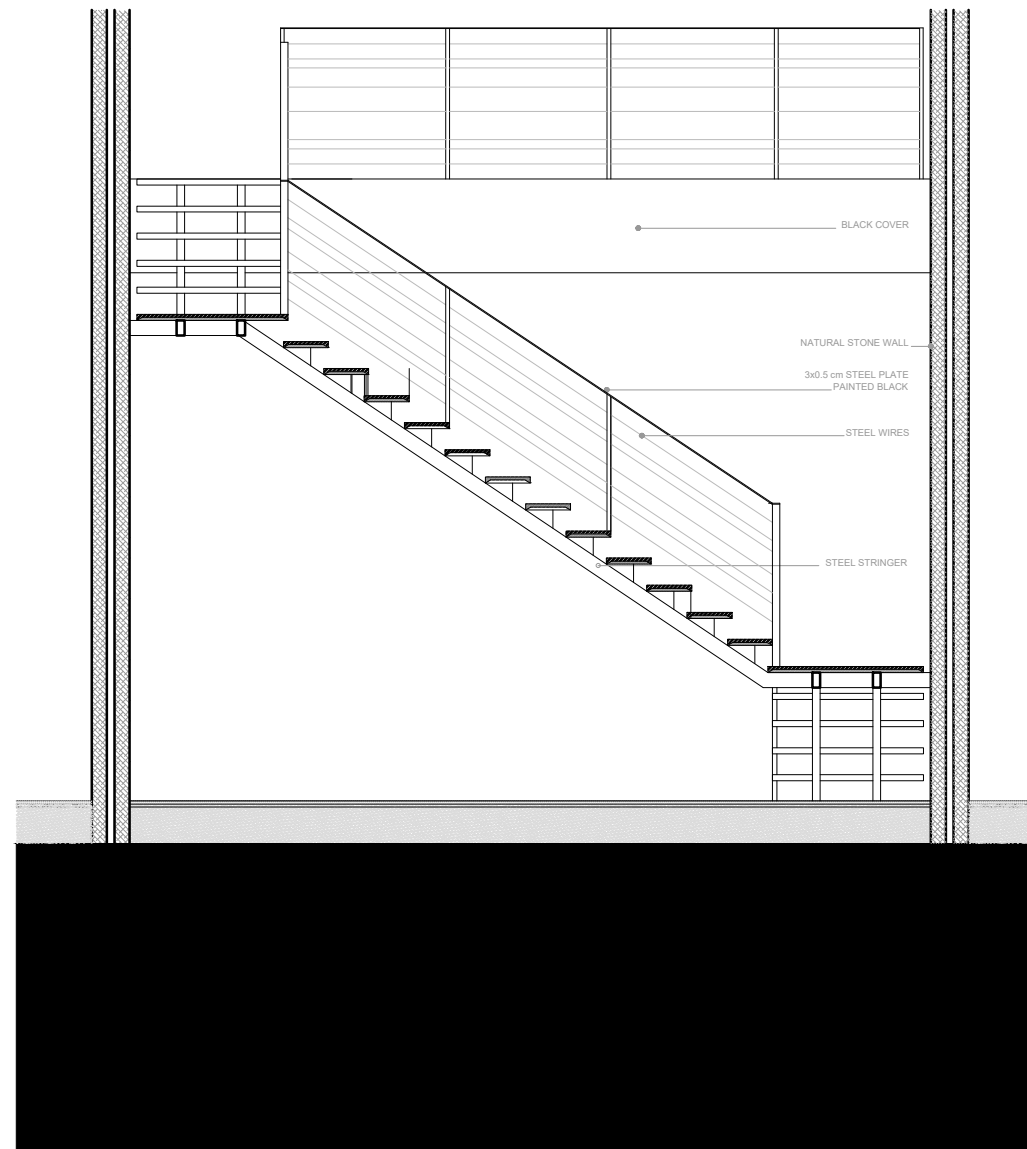 BLACK COVER
NATURAL STONE WALL
3x0.5 cm STEEL PLATE
PAINTED BLACK
STEEL WIRES
STEEL STRINGER